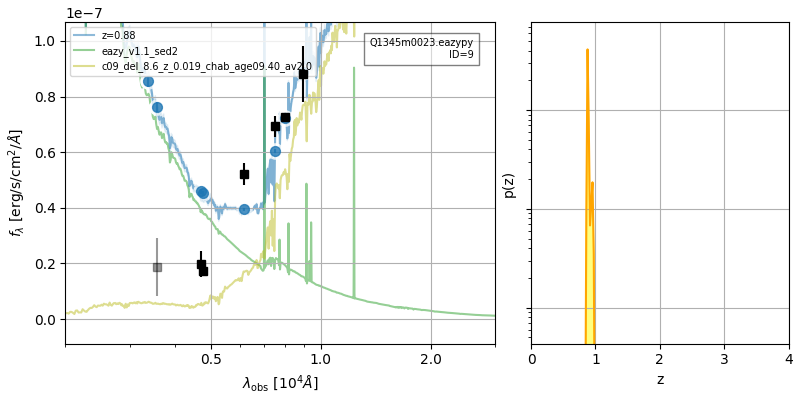 1e−7
z=0.88
eazy_v1.1_sed2
c09_del_8.6_z_0.019_chab_age09.40_av2.0
Q1345m0023.eazypy
ID=9
1.0
0.8
0.6
0.4
0.2
0.0
0.5
1.0
2.0
fλ [erg/s/cm²/Å]
λobs [10⁴Å]
p(z)
0
1
2
3
4
z